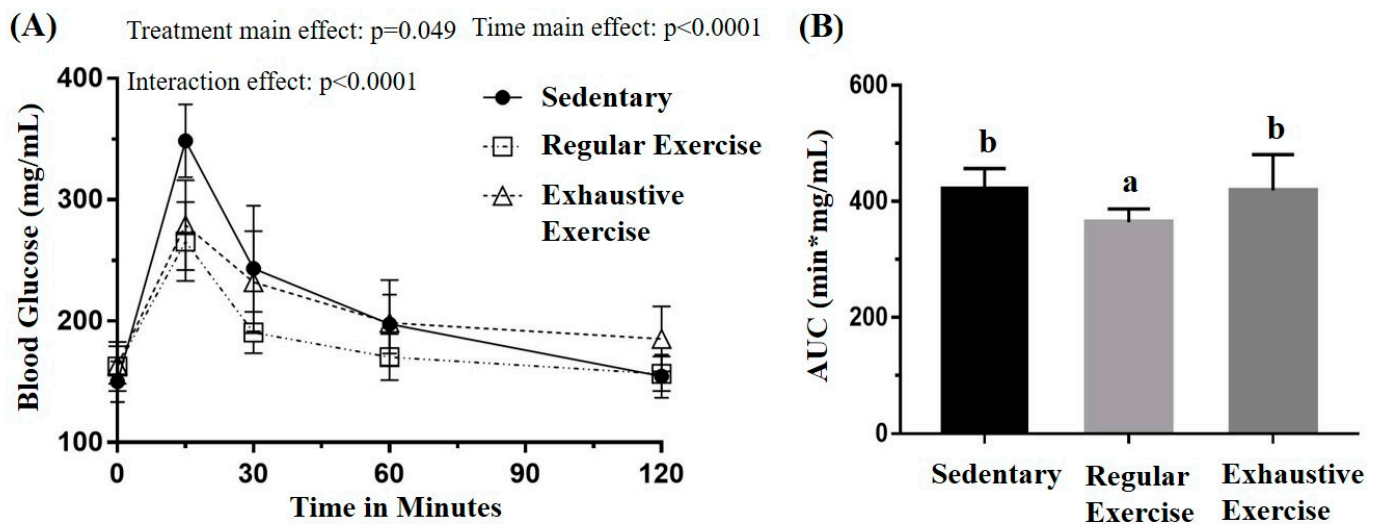 (A)
Treatment main effect: p=0.049 Time main effect: p<0.0001
Interaction effect: p<0.0001
400
300
200
100
Blood Glucose (mg/mL)
0 30 60 90 120
Time in Minutes
Sedentary
Regular Exercise
Exhaustive
Exercise
(B)
600
400
200
0
AUC (min*mg/mL)
b
a
b
Sedentary
Regular
Exercise
Exhaustive
Exercise